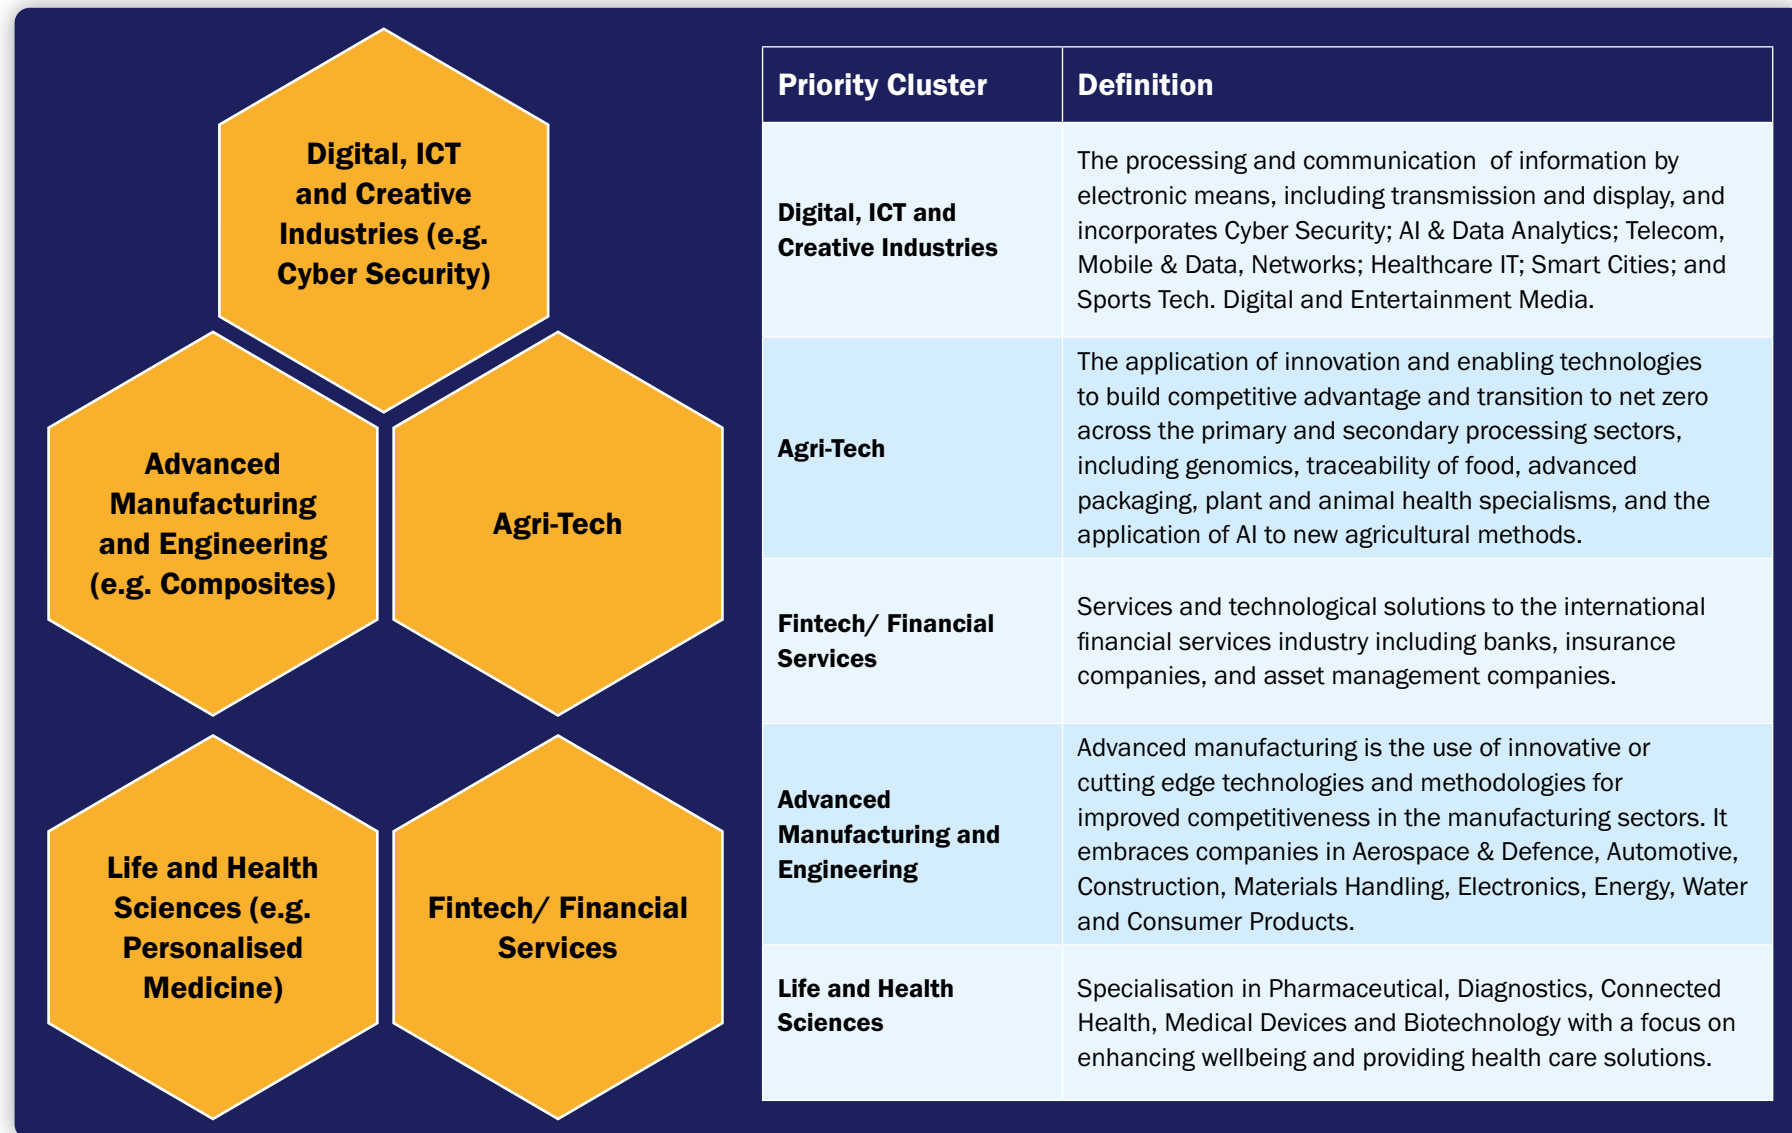 Digital, ICT
and Creative
Industries (e.g.
Cyber Security)
Advanced
Manufacturing
and Engineering
(e.g. Composites)
Agri-Tech
Life and Health
Sciences (e.g.
Personalised
Medicine)
Fintech/ Financial
Services
Priority Cluster
Definition
Digital, ICT and
Creative Industries
The processing and communication  of information by
electronic means, including transmission and display, and
incorporates Cyber Security; AI & Data Analytics; Telecom,
Mobile & Data, Networks; Healthcare IT; Smart Cities; and
Sports Tech. Digital and Entertainment Media.
Agri-Tech
The application of innovation and enabling technologies
to build competitive advantage and transition to net zero
across the primary and secondary processing sectors,
including genomics, traceability of food, advanced
packaging, plant and animal health specialisms, and the
application of AI to new agricultural methods.
Fintech/ Financial
Services
Services and technological solutions to the international
financial services industry including banks, insurance
companies, and asset management companies.
Advanced
Manufacturing and
Engineering
Advanced manufacturing is the use of innovative or
cutting edge technologies and methodologies for
improved competitiveness in the manufacturing sectors. It
embraces companies in Aerospace & Defence, Automotive,
Construction, Materials Handling, Electronics, Energy, Water
and Consumer Products.
Life and Health
Sciences
Specialisation in Pharmaceutical, Diagnostics, Connected
Health, Medical Devices and Biotechnology with a focus on
enhancing wellbeing and providing health care solutions.